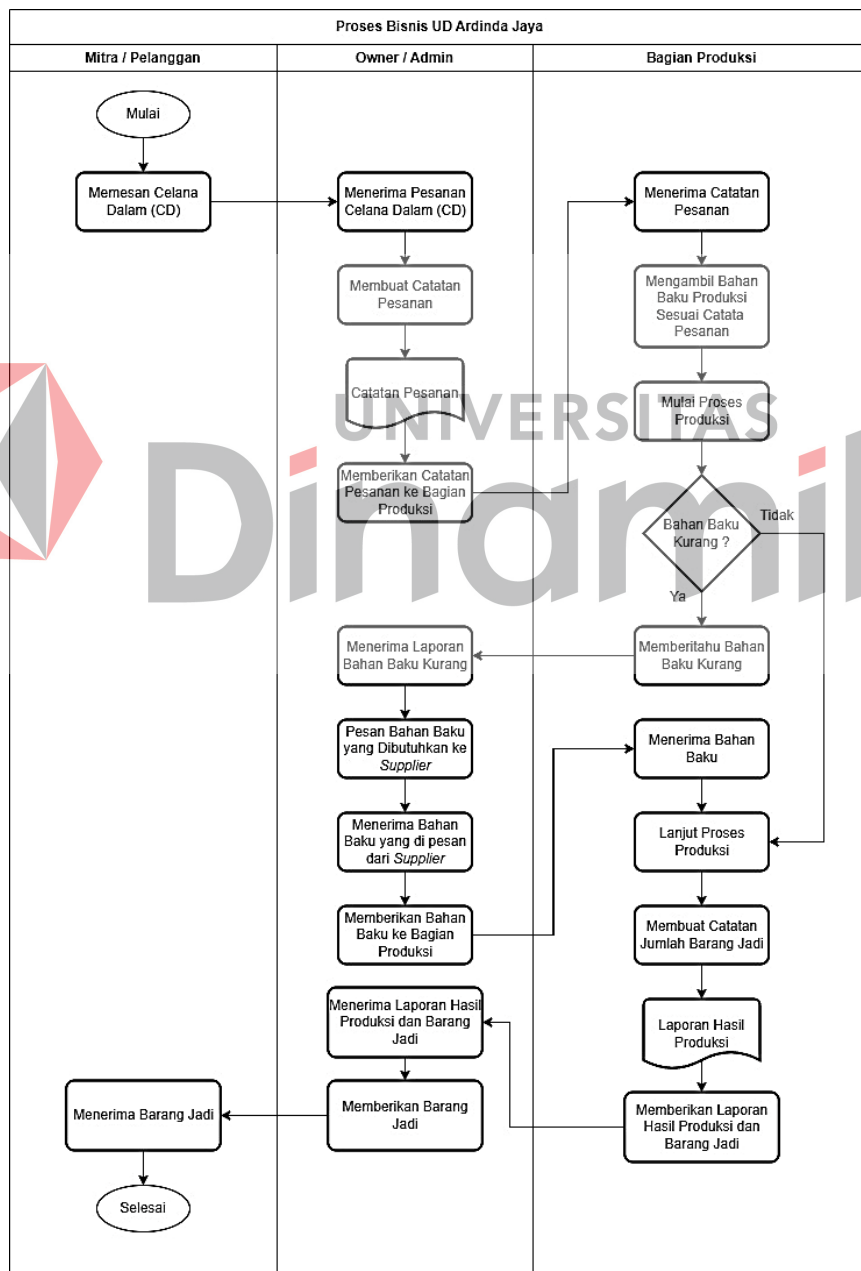 Proses Bisnis UD Ardinda Jaya
Mitra / Pelanggan
Owner / Admin
Bagian Produksi
Mulai
Memesan Celana
Dalam (CD)
Menerima Pesanan
Celana Dalam (CD)
Menerima Catatan
Pesanan
Membuat Catatan
Pesanan
Mengambil Bahan
Baku Produksi
Sesuai Catata
Pesanan
Catatan Pesanan
Mulai Proses
Produksi
UNIVERSITAS
Dinami
Memberikan Catatan
Pesanan ke Bagian
Produksi
Bahan Baku
Kurang ?
Tidak
Ya
Menerima Laporan
Bahan Baku Kurang
Memberitahu Bahan
Baku Kurang
Pesan Bahan Baku
yang Dibutuhkan ke
Supplier
Menerima Bahan
Baku
Menerima Bahan
Baku yang di pesan
dari Supplier
Lanjut Proses
Produksi
Memberikan Bahan
Baku ke Bagian
Produksi
Membuat Catatan
Jumlah Barang Jadi
Menerima Laporan Hasil
Produksi dan Barang
Jadi
Laporan Hasil
Produksi
Menerima Barang Jadi
Memberikan Barang
Jadi
Memberikan Laporan
Hasil Produksi dan
Barang Jadi
Selesai